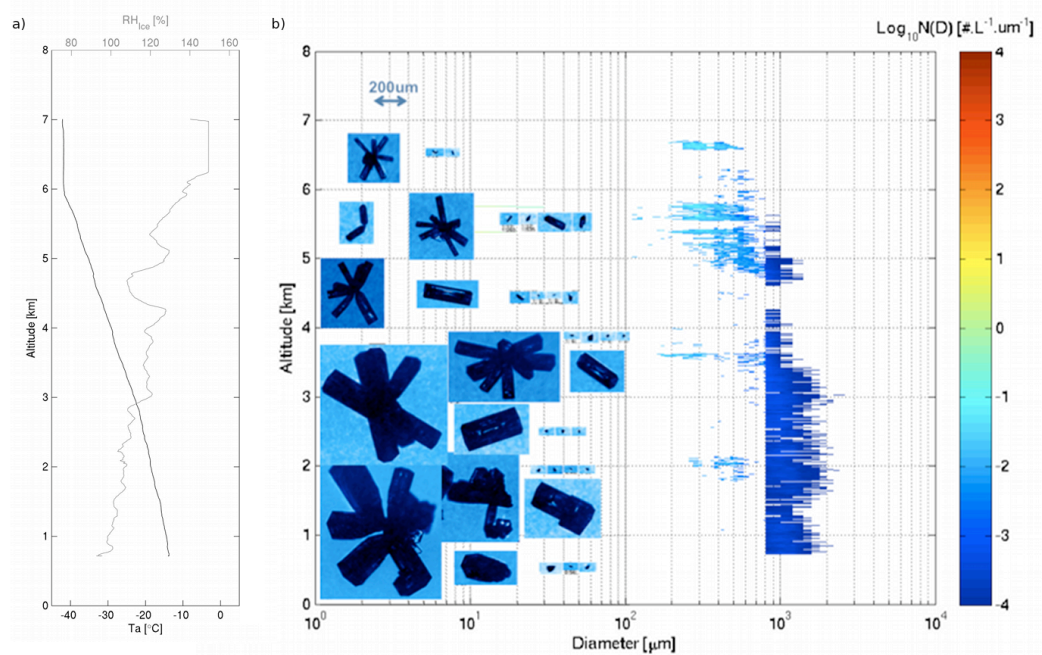 a)
RH_Ice [%]
80 100 120 140 160
8
7
6
5
4
3
2
1
0
Altitude [km]
-40 -30 -20 -10 0
Ta [°C]
b)
Log10N(D) [#.L-1.um-1]
200um
8
7
6
5
4
3
2
1
0
Altitude [km]
10^0 10^1 10^2 10^3 10^4
Diameter [μm]
4
3
2
1
0
-1
-2
-3
-4